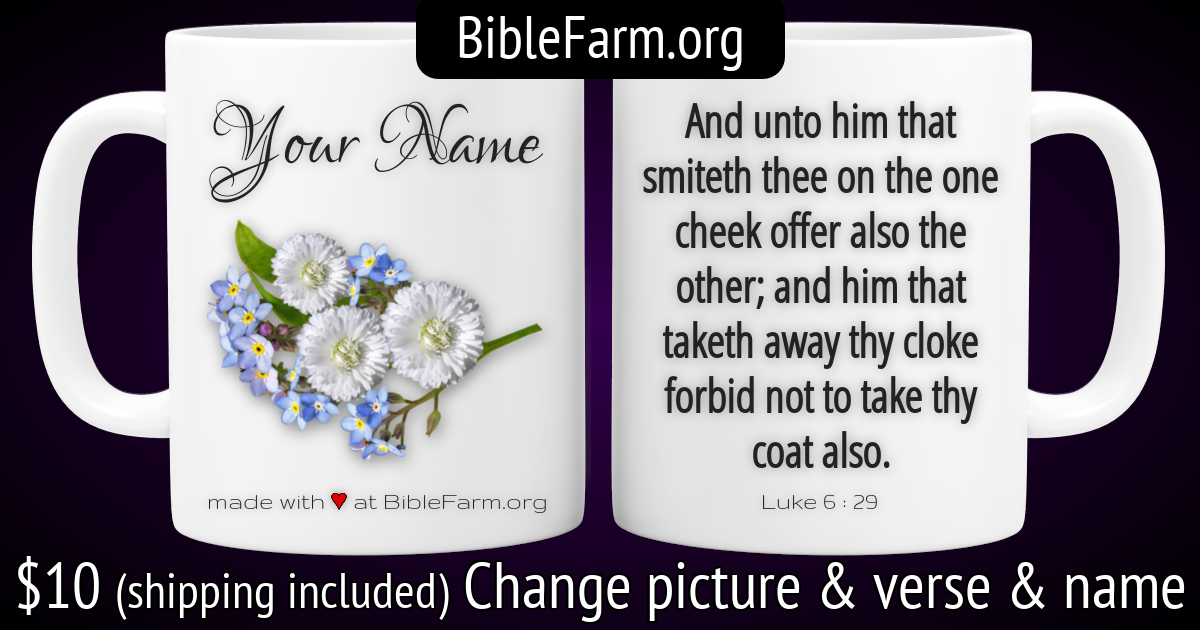 BibleFarm.org
Your Name
made with ♥ at BibleFarm.org
And unto him that
smiteth thee on the one
cheek offer also the
other; and him that
taketh away thy cloke
forbid not to take thy
coat also.
Luke 6 : 29
$10 (shipping included) Change picture & verse & name